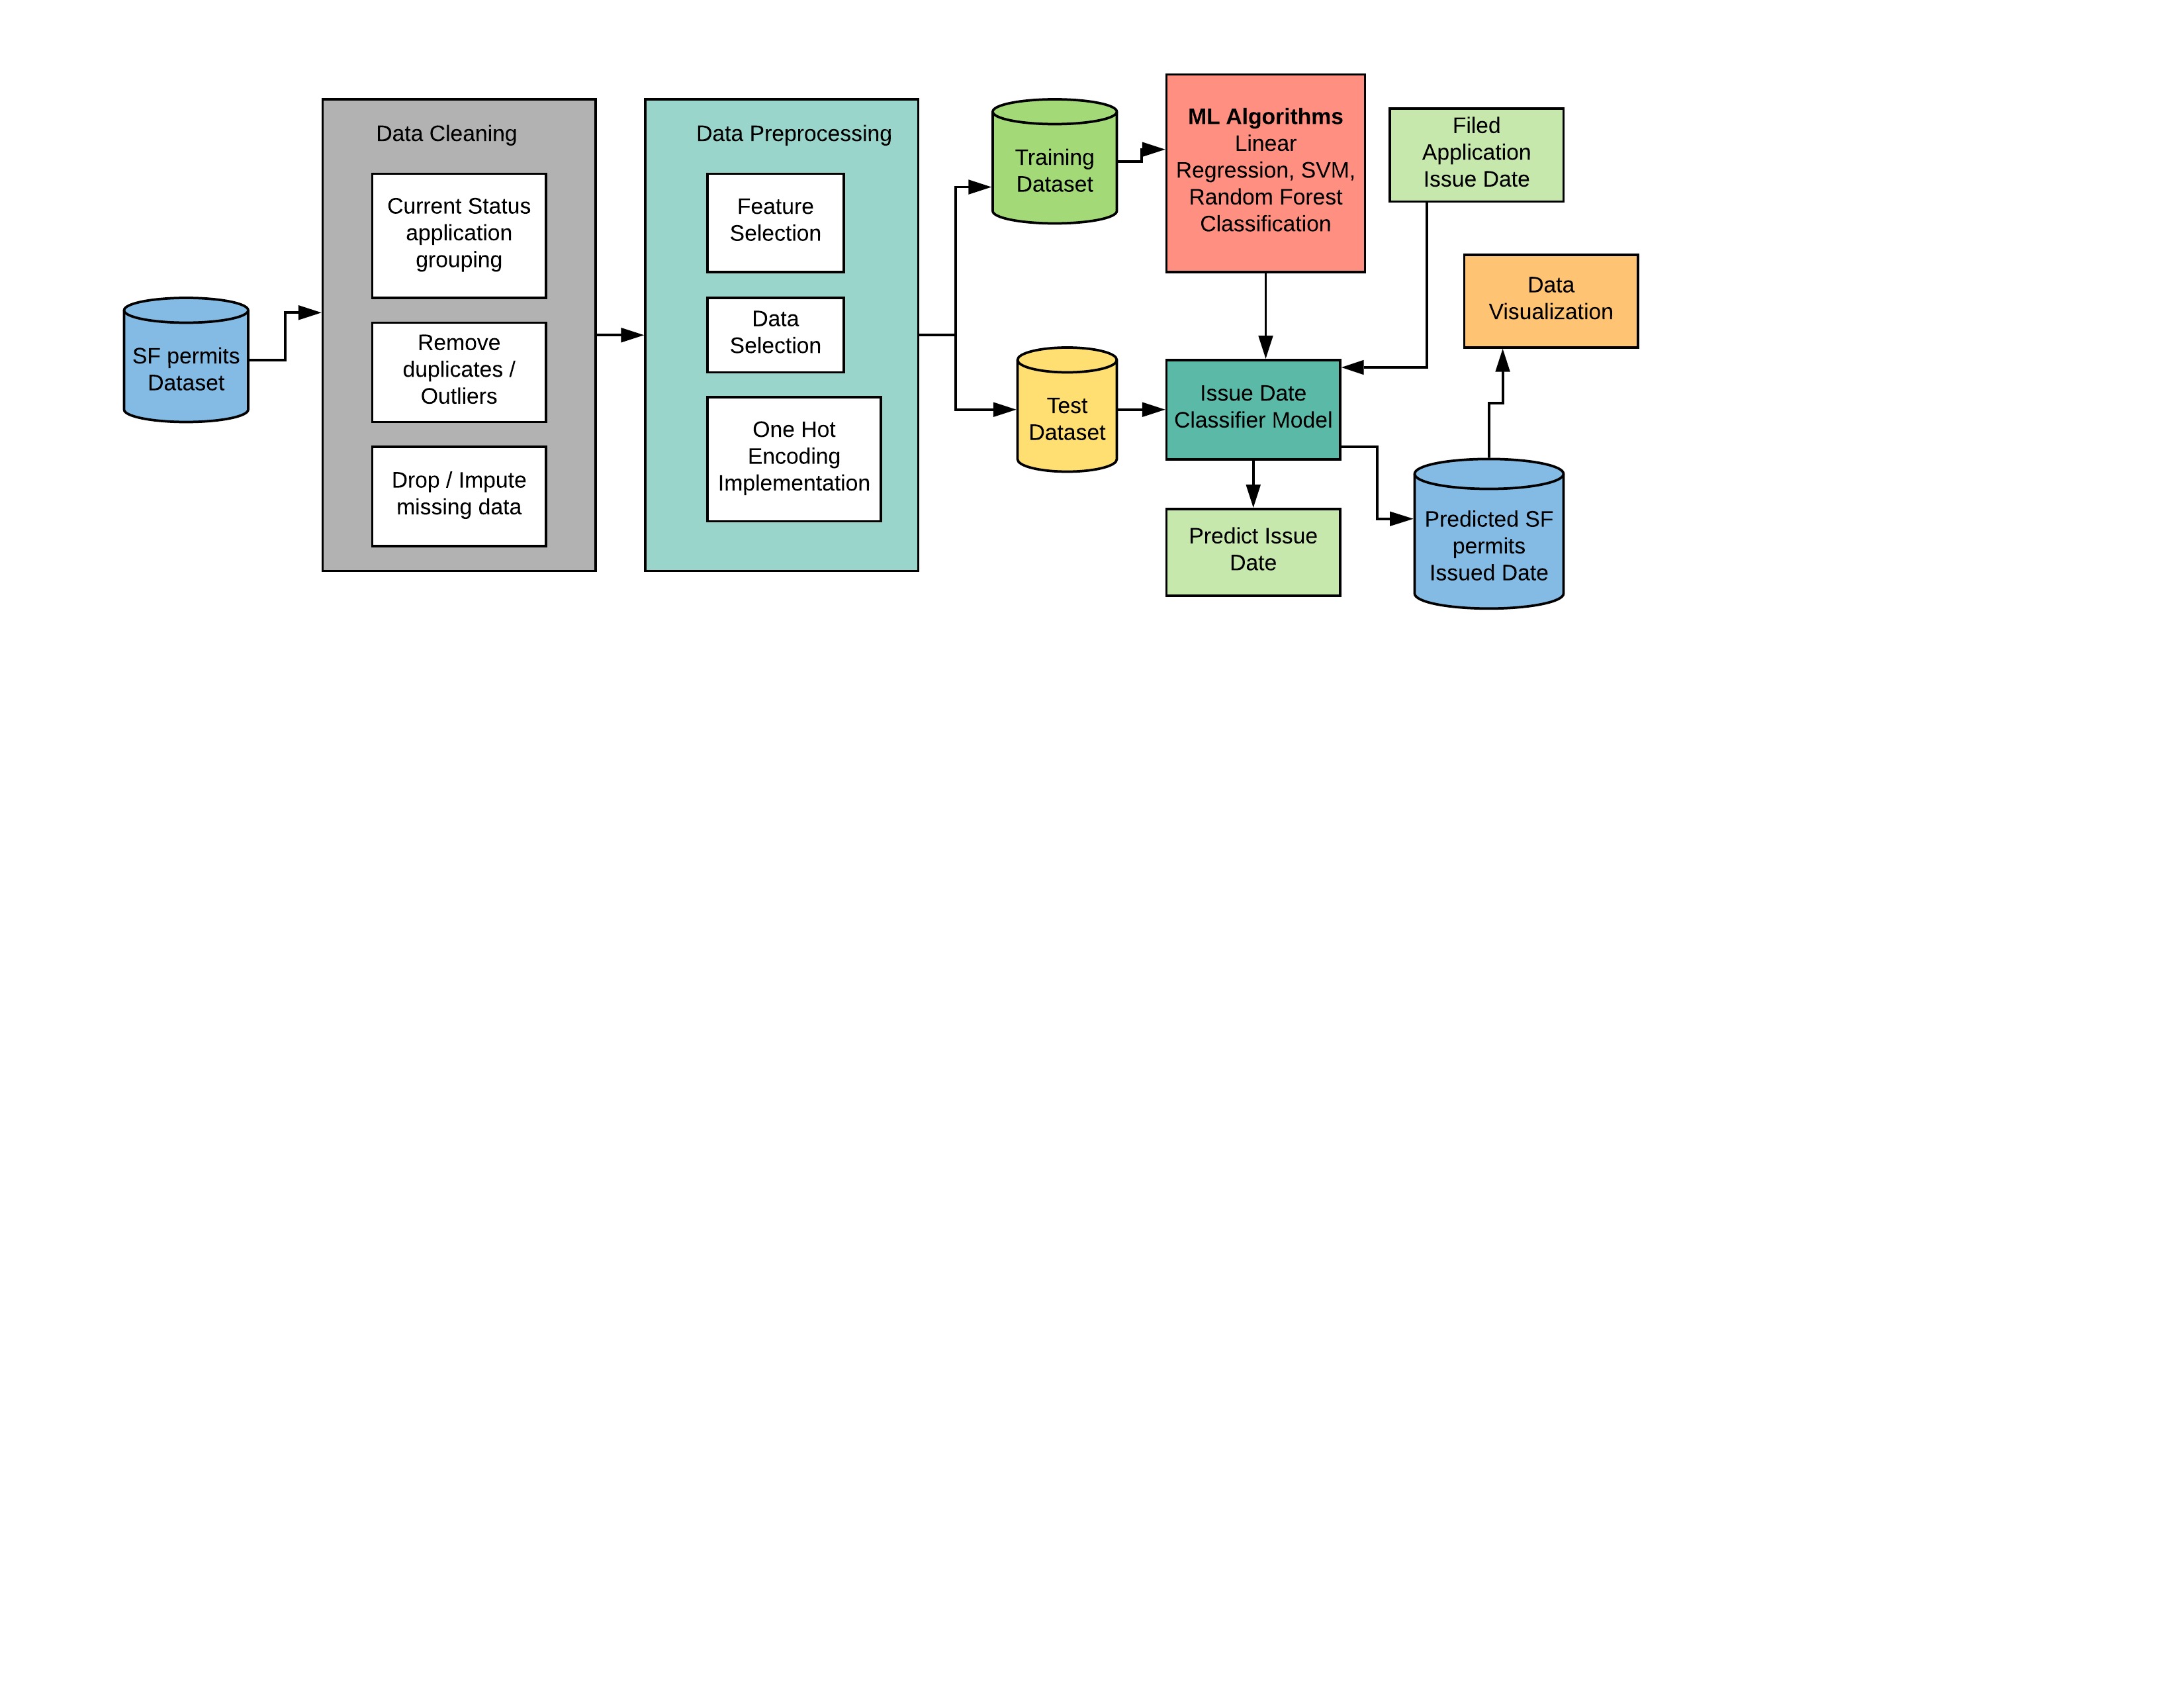 SF permits
Dataset
Data Cleaning
Current Status
application
grouping
Remove
duplicates /
Outliers
Drop / Impute
missing data
Data Preprocessing
Feature
Selection
Data
Selection
One Hot
Encoding
Implementation
Training
Dataset
Test
Dataset
ML Algorithms
Linear
Regression, SVM,
Random Forest
Classification
Issue Date
Classifier Model
Predict Issue
Date
Filed
Application
Issue Date
Data
Visualization
Predicted SF
permits
Issued Date